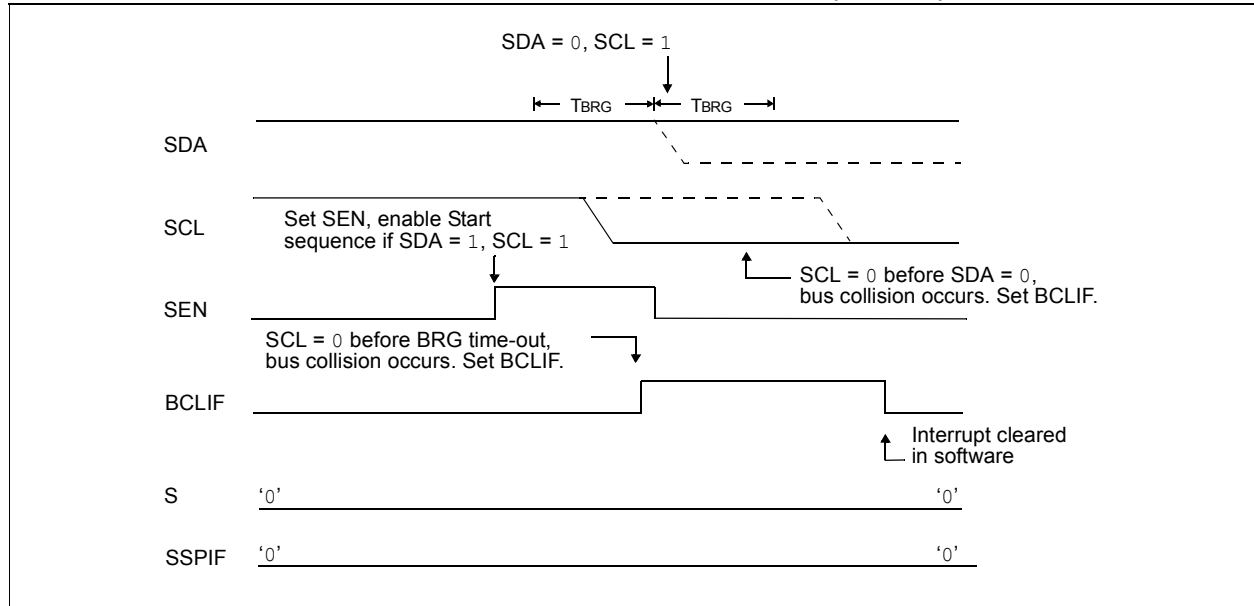 SDA = 0, SCL = 1
TBRG TBRG
SDA
SCL
Set SEN, enable Start
sequence if SDA = 1, SCL = 1
SCL = 0 before SDA = 0,
bus collision occurs. Set BCLIF.
SEN
SCL = 0 before BRG time-out,
bus collision occurs. Set BCLIF.
BCLIF
Interrupt cleared
in software
S ‘0’ ‘0’
SSPIF ‘0’ ‘0’